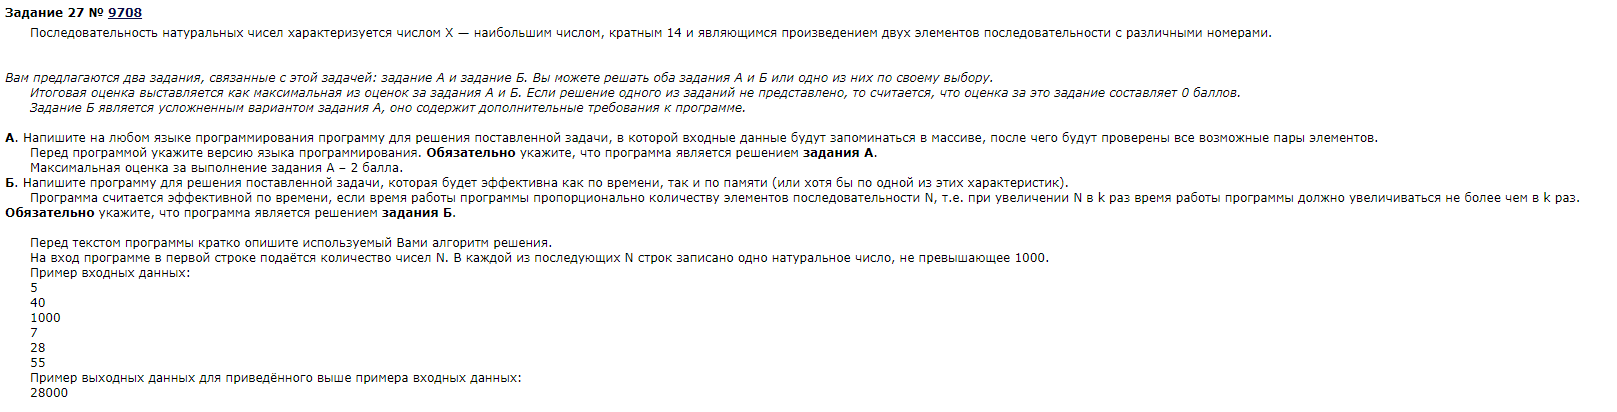 Задание 27 № 9708
Последовательность натуральных чисел характеризуется числом X — наибольшим числом, кратным 14 и являющимся произведением двух элементов последовательности с различными номерами.
Вам предлагаются два задания, связанные с этой задачей: задание А и задание Б. Вы можете решать оба задания А и Б или одно из них по своему выбору.
Итоговая оценка выставляется как максимальная из оценок за задания А и Б. Если решение одного из заданий не представлено, то считается, что оценка за это задание составляет 0 баллов.
Задание Б является усложненным вариантом задания А, оно содержит дополнительные требования к программе.
А. Напишите на любом языке программирования программу для решения поставленной задачи, в которой входные данные будут запоминаться в массиве, после чего будут проверены все возможные пары элементов.
Перед программой укажите версию языка программирования. Обязательно укажите, что программа является решением задания А.
Максимальная оценка за выполнение задания А – 2 балла.
Б. Напишите программу для решения поставленной задачи, которая будет эффективна как по времени, так и по памяти (или хотя бы по одной из этих характеристик).
Программа считается эффективной по времени, если время работы программы пропорционально количеству элементов последовательности N, т.е. при увеличении N в k раз время работы программы должно увеличиваться не более чем в k раз.
Обязательно укажите, что программа является решением задания Б.
Перед текстом программы кратко опишите используемый Вами алгоритм решения.
На вход программе в первой строке подаётся количество чисел N. В каждой из последующих N строк записано одно натуральное число, не превышающее 1000.
Пример входных данных:
5
40
1000
7
28
55
Пример выходных данных для приведённого выше примера входных данных:
28000